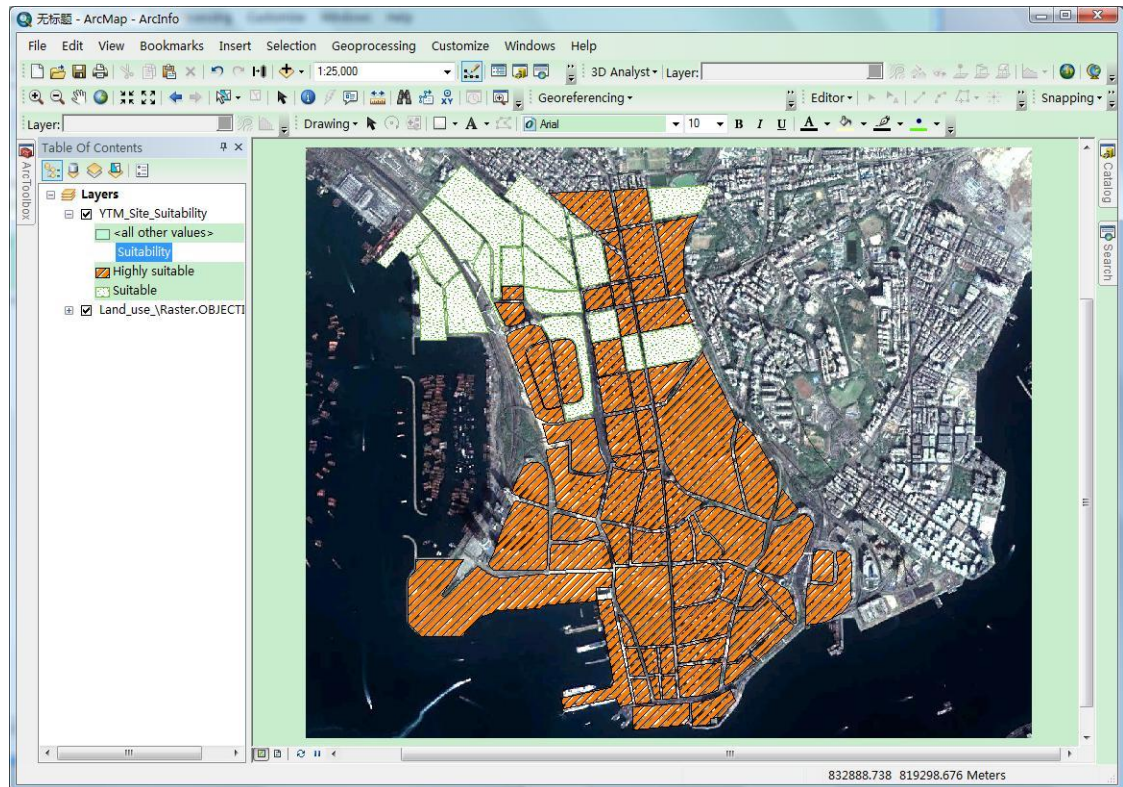 无标题 - ArcMap - ArcInfo
File Edit View Bookmarks Insert Selection Geoprocessing Customize Windows Help
1:25,000 3D Analyst Layer:
Georeferencing Editor Snapping
Layer: Drawing A Arial 10 B I U A
Table Of Contents
ArcToolbox
Layers
YTM_Site_Suitability
<all other values>
Suitability
Highly suitable
Suitable
Land_use_\Raster.OBJECTI
Catalog
Search
832888.738 819298.676 Meters